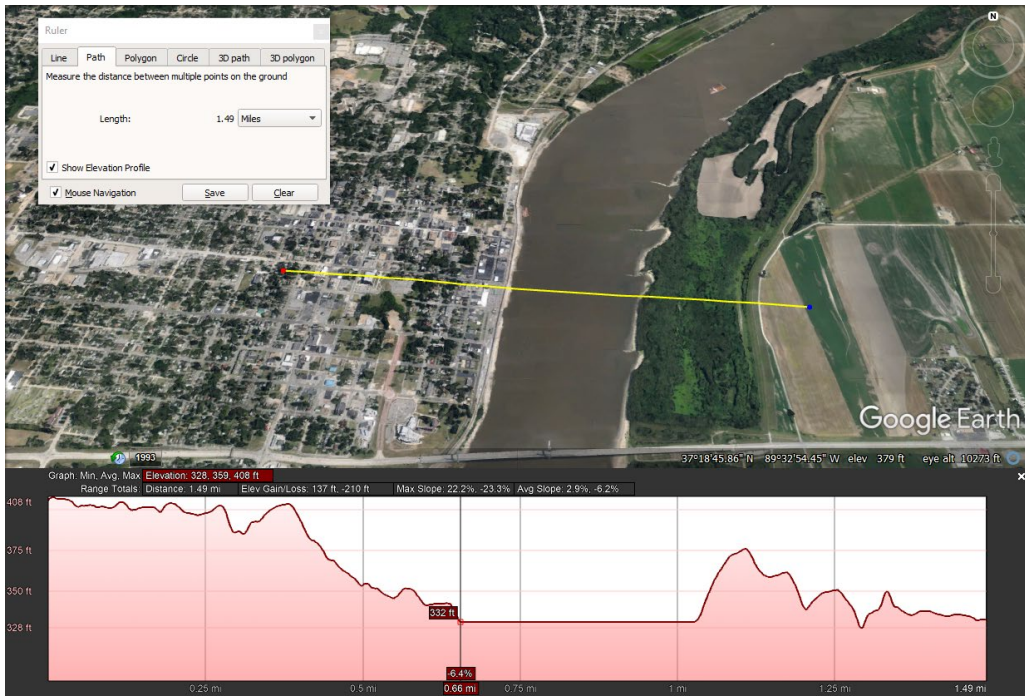 Ruler
Line Path Polygon Circle 3D path 3D polygon
Measure the distance between multiple points on the ground
Length: 1.49 Miles
Show Elevation Profile
Mouse Navigation Save Clear
N
Google Earth
1993
37°18'45.86" N 89°32'54.45" W elev 379 ft eye alt 10273 ft
Graph: Min, Avg, Max Elevation: 328, 359, 408 ft
Range Totals: Distance: 1.49 mi Elev Gain/Loss: 137 ft, -210 ft Max Slope: 22.2%, -23.3% Avg Slope: 2.9%, -6.2%
408 ft
375 ft
350 ft
332 ft
328 ft
-6.4%
0.25 mi 0.5 mi 0.66 mi 0.75 mi 1 mi 1.25 mi 1.49 mi